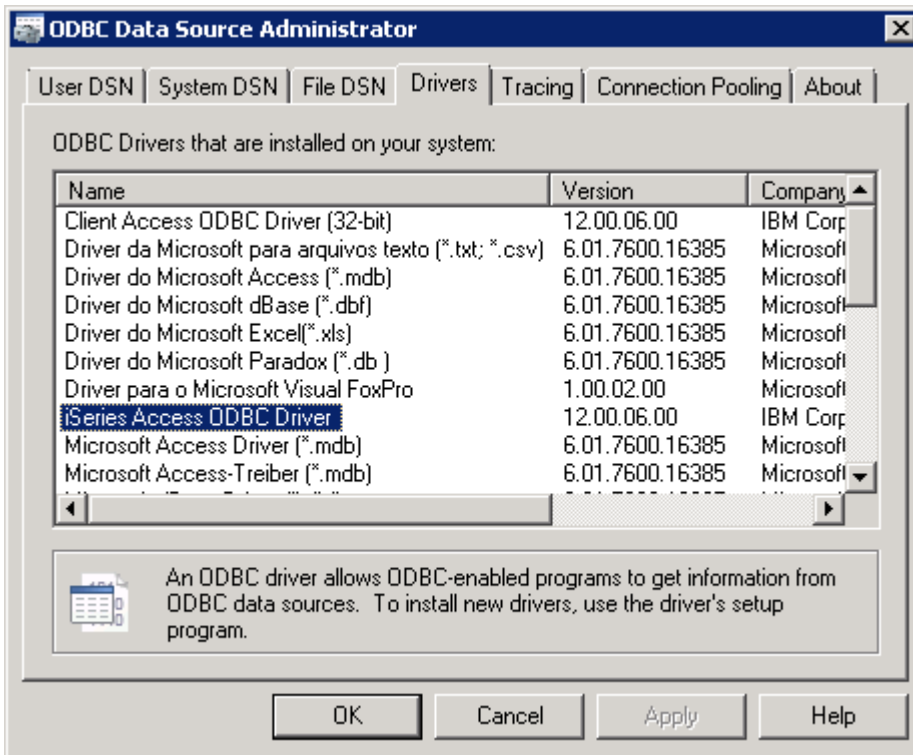 ODBC Data Source Administrator
User DSN System DSN File DSN Drivers Tracing Connection Pooling About
ODBC Drivers that are installed on your system:
Name Version Company
Client Access ODBC Driver (32-bit) 12.00.06.00 IBM Corp
Driver da Microsoft para arquivos texto (*.txt; *.csv) 6.01.7600.16385 Microsoft
Driver do Microsoft Access (*.mdb) 6.01.7600.16385 Microsoft
Driver do Microsoft dBase (*.dbf) 6.01.7600.16385 Microsoft
Driver do Microsoft Excel(*.xls) 6.01.7600.16385 Microsoft
Driver do Microsoft Paradox (*.db ) 6.01.7600.16385 Microsoft
Driver para o Microsoft Visual FoxPro 1.00.02.00 Microsoft
iSeries Access ODBC Driver 12.00.06.00 IBM Corp
Microsoft Access Driver (*.mdb) 6.01.7600.16385 Microsoft
Microsoft Access-Treiber (*.mdb) 6.01.7600.16385 Microsoft
An ODBC driver allows ODBC-enabled programs to get information from
ODBC data sources. To install new drivers, use the driver's setup
program.
OK Cancel Apply Help